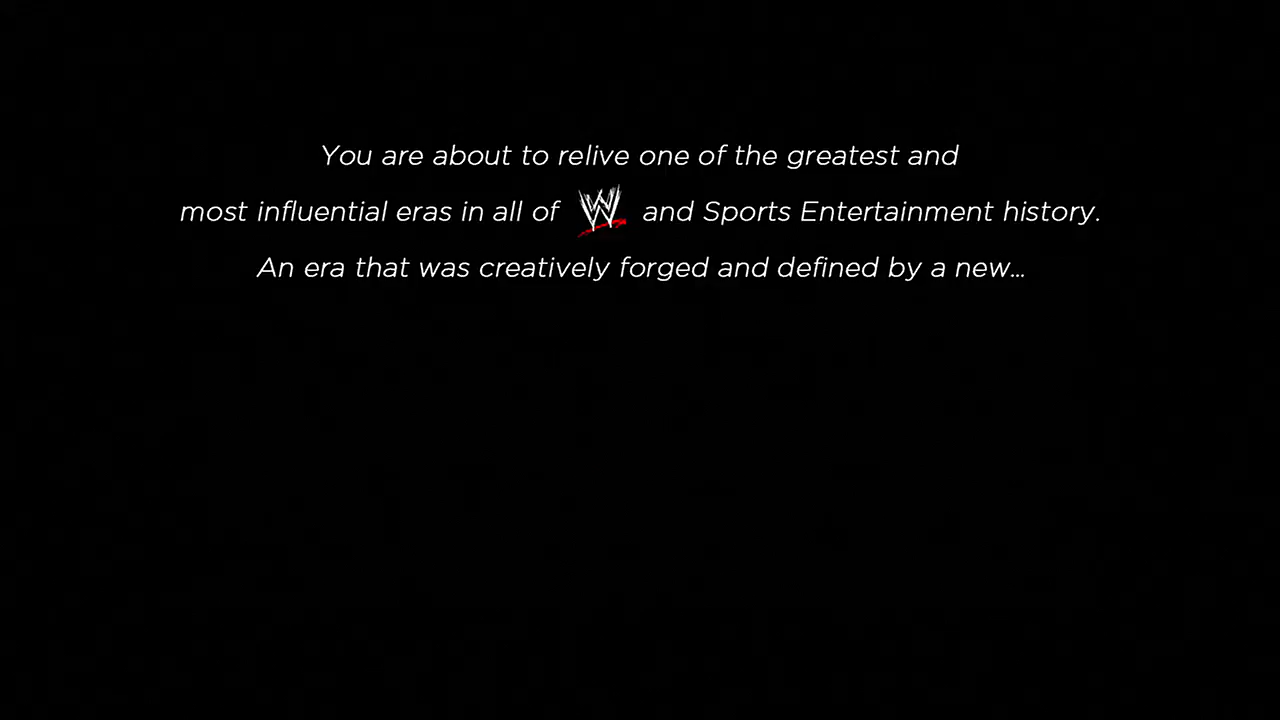 You are about to relive one of the greatest and
most influential eras in all of W and Sports Entertainment history.
An era that was creatively forged and defined by a new...